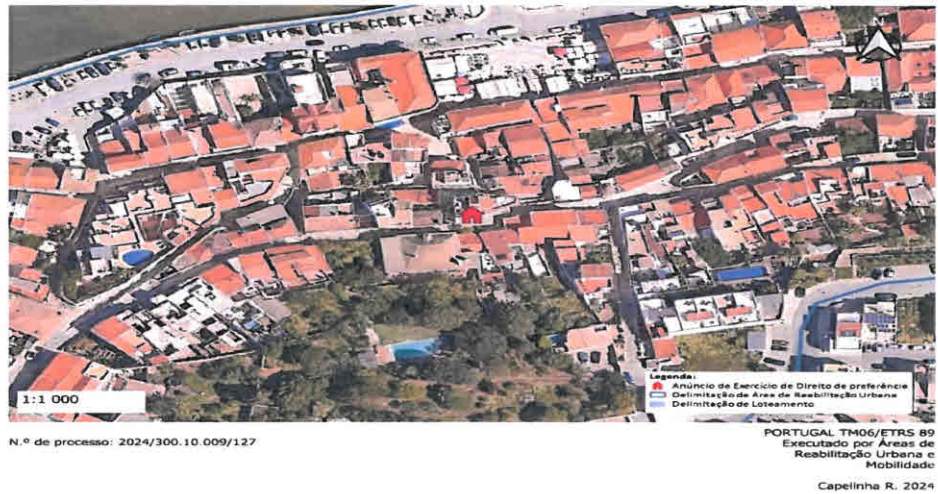 N
Legenda:
Anúncio de Exercício de Direito de preferência
Delimitação de Área de Reabilitação Urbana
Delimitação de Loteamento
1:1 000
N.º de processo: 2024/300.10.009/127
PORTUGAL TM06/ETRS 89
Executado por Áreas de
Reabilitação Urbana e
Mobilidade
Capelinha R. 2024